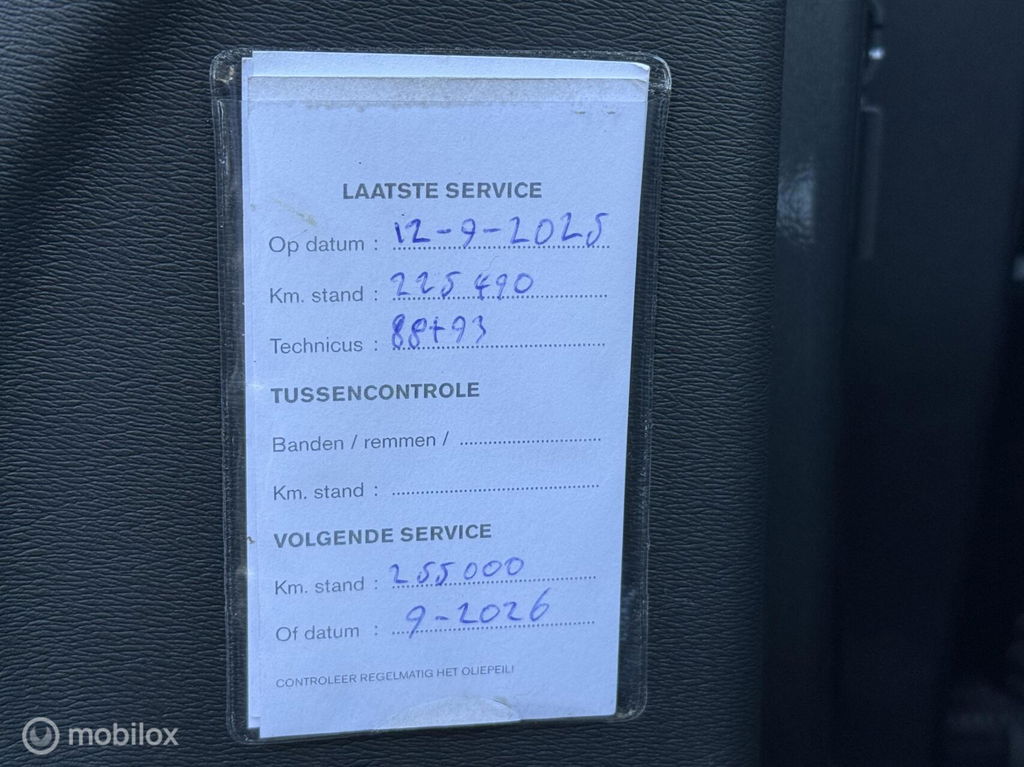 LAATSTE SERVICE
Op datum : 12-9-2025
Km. stand : 225 490
Technicus : 88+93
TUSSENCONTROLE
Banden / remmen /
Km. stand :
VOLGENDE SERVICE
Km. stand : 255000
Of datum : 9-2026
CONTROLEER REGELMATIG HET OLIEPEIL!
mobilox